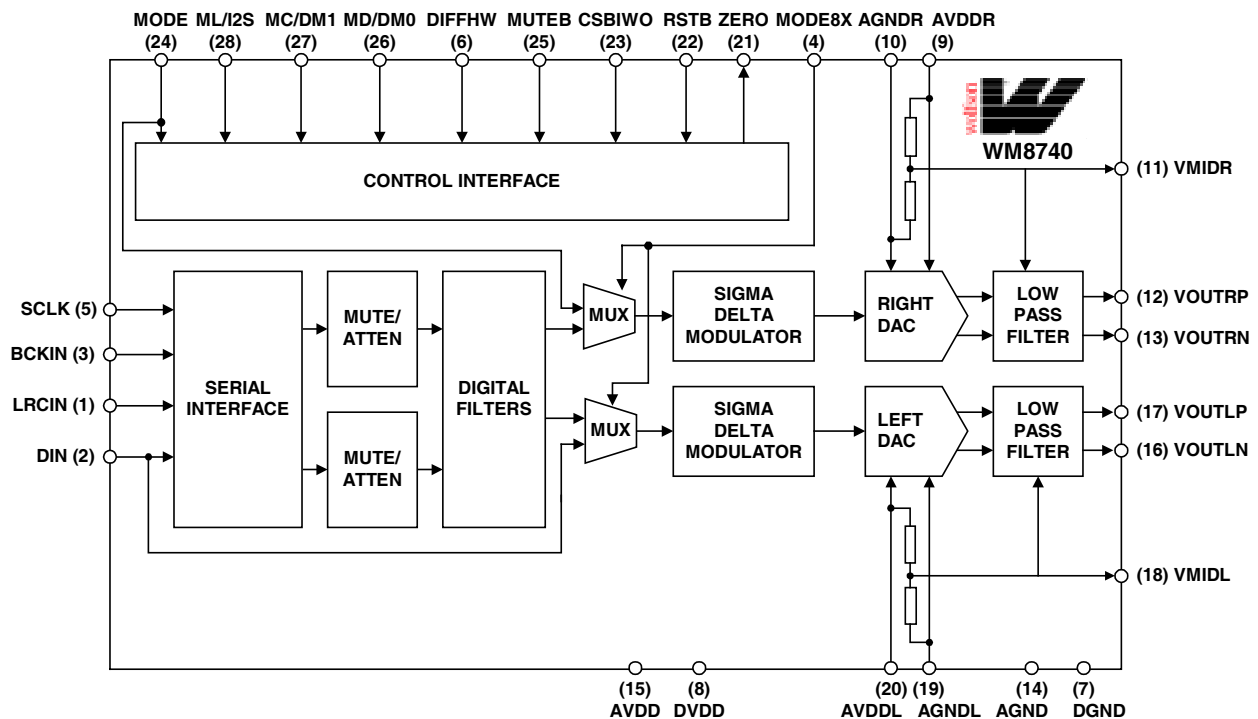 MODE ML/I2S MC/DM1 MD/DM0 DIFFHW MUTEB CSBIWO RSTB ZERO MODE8X AGNDR AVDDR
(24) (28) (27) (26) (6) (25) (23) (22) (21) (4) (10) (9)
wolfson
WM8740
CONTROL INTERFACE
(11) VMIDR
SCLK (5)
BCKIN (3)
LRCIN (1)
DIN (2)
SERIAL
INTERFACE
MUTE/
ATTEN
MUTE/
ATTEN
DIGITAL
FILTERS
MUX
MUX
SIGMA
DELTA
MODULATOR
SIGMA
DELTA
MODULATOR
RIGHT
DAC
LEFT
DAC
LOW
PASS
FILTER
LOW
PASS
FILTER
(12) VOUTRP
(13) VOUTRN
(17) VOUTLP
(16) VOUTLN
(18) VMIDL
(15) (8) (20) (19) (14) (7)
AVDD DVDD AVDDL AGNDL AGND DGND